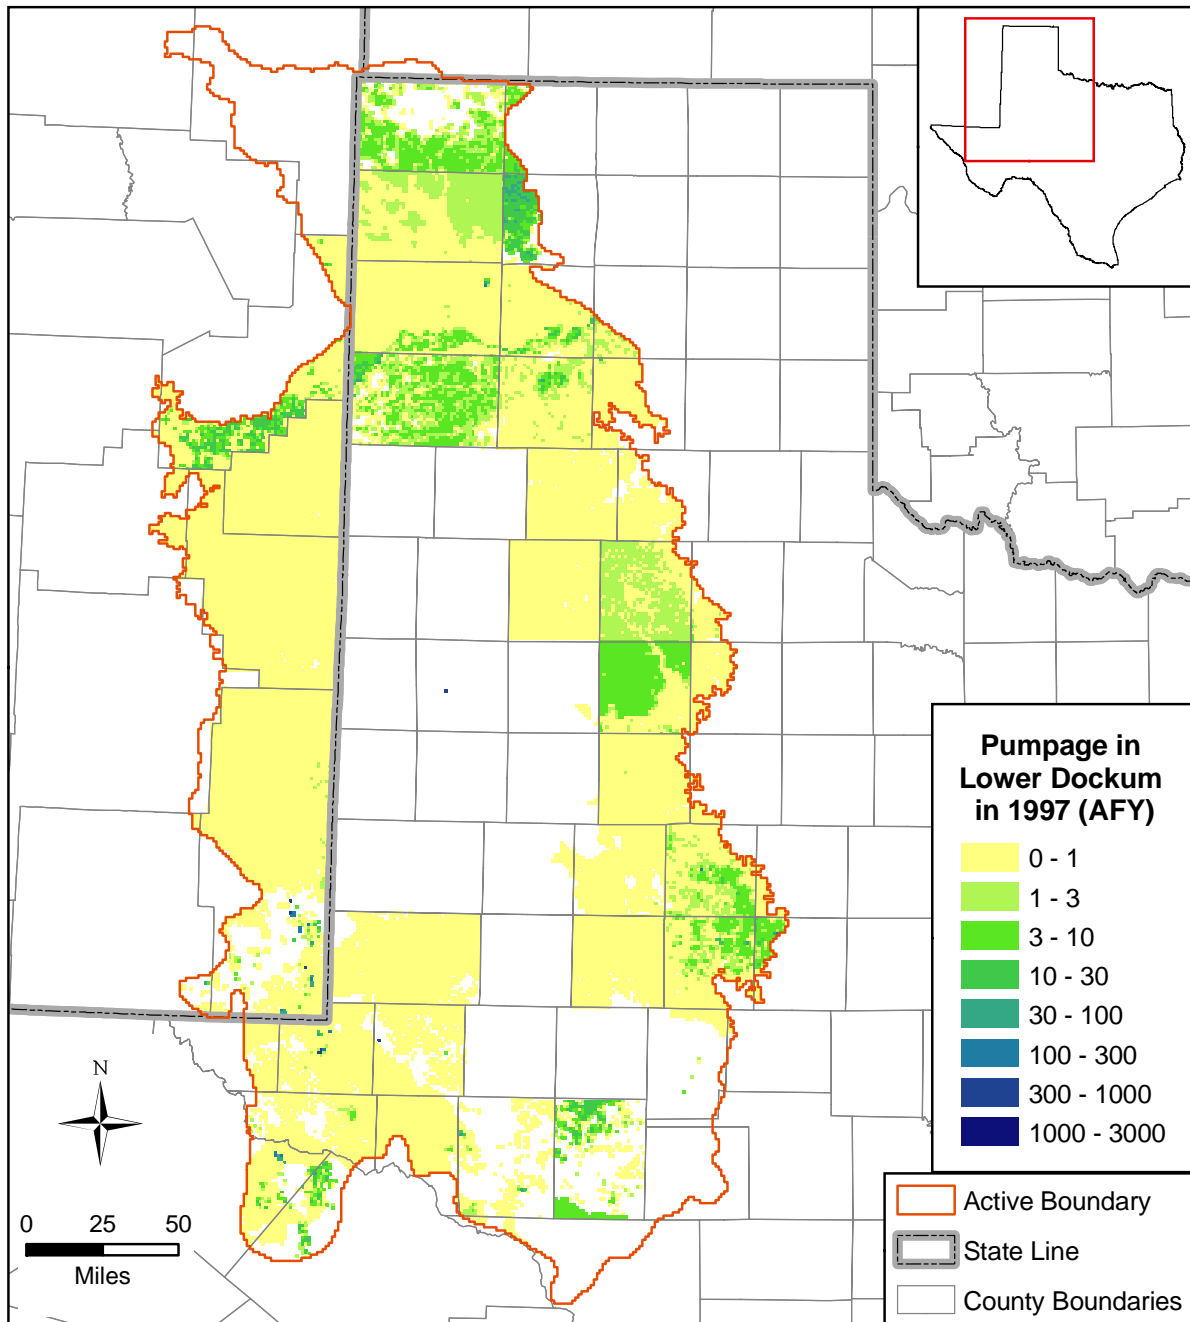 Pumpage in
Lower Dockum
in 1997 (AFY)
0 - 1
1 - 3
3 - 10
10 - 30
30 - 100
100 - 300
300 - 1000
1000 - 3000
N
0 25 50
Miles
Active Boundary
State Line
County Boundaries